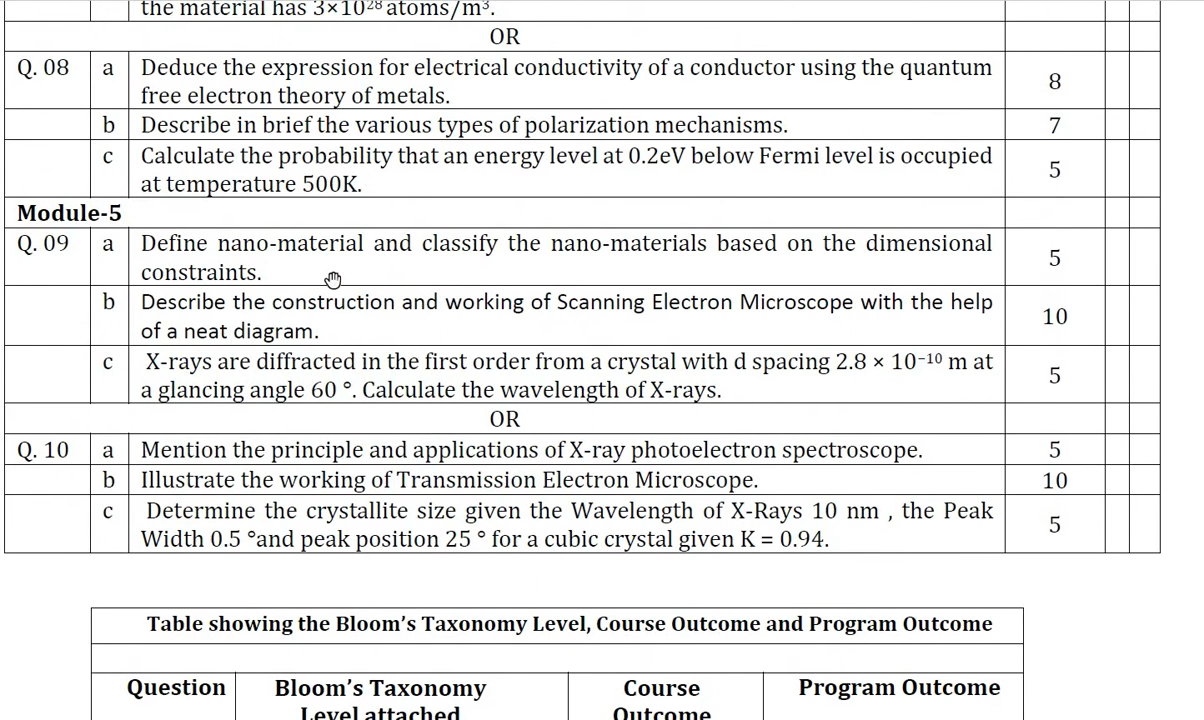 the material has 3×10²⁸ atoms/m³.
OR
Q. 08 a Deduce the expression for electrical conductivity of a conductor using the quantum
free electron theory of metals. 8
b Describe in brief the various types of polarization mechanisms. 7
c Calculate the probability that an energy level at 0.2eV below Fermi level is occupied
at temperature 500K. 5
Module-5
Q. 09 a Define nano-material and classify the nano-materials based on the dimensional
constraints. 5
b Describe the construction and working of Scanning Electron Microscope with the help
of a neat diagram. 10
c X-rays are diffracted in the first order from a crystal with d spacing 2.8 × 10⁻¹⁰ m at
a glancing angle 60 °. Calculate the wavelength of X-rays. 5
OR
Q. 10 a Mention the principle and applications of X-ray photoelectron spectroscope. 5
b Illustrate the working of Transmission Electron Microscope. 10
c Determine the crystallite size given the Wavelength of X-Rays 10 nm , the Peak
Width 0.5 °and peak position 25 ° for a cubic crystal given K = 0.94. 5
Table showing the Bloom's Taxonomy Level, Course Outcome and Program Outcome
Question Bloom's Taxonomy Course Program Outcome
Level attached Outcome